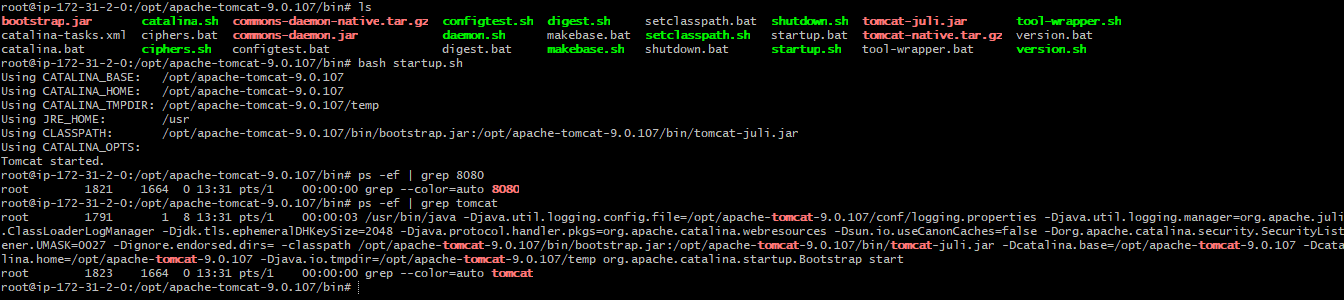 root@ip-172-31-2-0:/opt/apache-tomcat-9.0.107/bin# ls
bootstrap.jar catalina.sh commons-daemon-native.tar.gz configtest.sh digest.sh setclasspath.bat shutdown.sh tomcat-juli.jar tool-wrapper.sh
catalina-tasks.xml ciphers.bat commons-daemon.jar daemon.sh makebase.bat setclasspath.sh startup.bat tomcat-native.tar.gz version.bat
catalina.bat ciphers.sh configtest.bat digest.bat makebase.sh shutdown.bat startup.sh tool-wrapper.bat version.sh
root@ip-172-31-2-0:/opt/apache-tomcat-9.0.107/bin# bash startup.sh
Using CATALINA_BASE: /opt/apache-tomcat-9.0.107
Using CATALINA_HOME: /opt/apache-tomcat-9.0.107
Using CATALINA_TMPDIR: /opt/apache-tomcat-9.0.107/temp
Using JRE_HOME: /usr
Using CLASSPATH: /opt/apache-tomcat-9.0.107/bin/bootstrap.jar:/opt/apache-tomcat-9.0.107/bin/tomcat-juli.jar
Using CATALINA_OPTS:
Tomcat started.
root@ip-172-31-2-0:/opt/apache-tomcat-9.0.107/bin# ps -ef | grep 8080
root 1821 1664 0 13:31 pts/1 00:00:00 grep --color=auto 8080
root@ip-172-31-2-0:/opt/apache-tomcat-9.0.107/bin# ps -ef | grep tomcat
root 1791 1 8 13:31 pts/1 00:00:03 /usr/bin/java -Djava.util.logging.config.file=/opt/apache-tomcat-9.0.107/conf/logging.properties -Djava.util.logging.manager=org.apache.juli
.ClassLoaderLogManager -Djdk.tls.ephemeralDHKeySize=2048 -Djava.protocol.handler.pkgs=org.apache.catalina.webresources -Dsun.io.useCanonCaches=false -Dorg.apache.catalina.security.SecurityList
ener.UMASK=0027 -Dignore.endorsed.dirs= -classpath /opt/apache-tomcat-9.0.107/bin/bootstrap.jar:/opt/apache-tomcat-9.0.107/bin/tomcat-juli.jar -Dcatalina.base=/opt/apache-tomcat-9.0.107 -Dcata
lina.home=/opt/apache-tomcat-9.0.107 -Djava.io.tmpdir=/opt/apache-tomcat-9.0.107/temp org.apache.catalina.startup.Bootstrap start
root 1823 1664 0 13:31 pts/1 00:00:00 grep --color=auto tomcat
root@ip-172-31-2-0:/opt/apache-tomcat-9.0.107/bin#